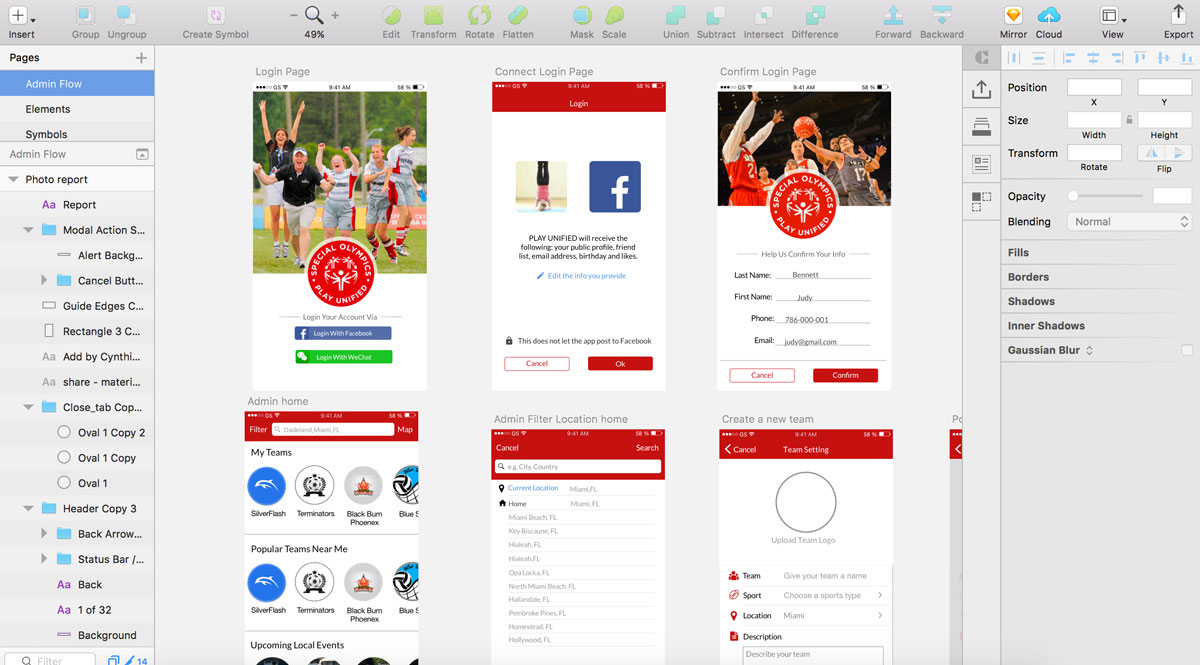 Insert
Group
Ungroup
Create Symbol
49%
Edit
Transform
Rotate
Flatten
Mask
Scale
Union
Subtract
Intersect
Difference
Forward
Backward
Mirror
Cloud
View
Export
Pages
Admin Flow
Elements
Symbols
Admin Flow
Photo report
Aa Report
Modal Action S...
Alert Backg...
Cancel Butt...
Guide Edges C...
Rectangle 3 C...
Aa Add by Cynthi...
Aa share - materi...
Close_tab Cop...
Oval 1 Copy 2
Oval 1 Copy
Oval 1
Header Copy 3
Back Arrow...
Status Bar /...
Aa Back
Aa 1 of 32
Background
Filter
14
Login Page
GS 9:41 AM 58 %
SPECIAL OLYMPICS
PLAY UNIFIED
Login Your Account Via
Login With Facebook
Login With WeChat
Connect Login Page
GS 9:41 AM 58 %
Login
f
PLAY UNIFIED will receive the
following: your public profile, friend
list, email address, birthday and likes.
Edit the info you provide
This does not let the app post to Facebook
Cancel
Ok
Confirm Login Page
GS 9:41 AM 58 %
SPECIAL OLYMPICS
PLAY UNIFIED
Help Us Confirm Your Info
Last Name: Bennett
First Name: Judy
Phone: 786-000-001
Email: judy@gmail.com
Cancel
Confirm
Admin home
GS 9:41 AM 58 %
Filter
Dadeland,Miami,FL
Map
My Teams
SilverFlash
Terminators
Black Burn
Phoenex
Blue S
Popular Teams Near Me
SilverFlash
Terminators
Black Burn
Phoenex
Blue S
Upcoming Local Events
Admin Filter Location home
GS 9:41 AM 58 %
Cancel
Search
e.g. City, Country
Current Location Miami,FL
Home Miami, FL
Miami Beach, FL
Key Biscaune, FL
Hialeah, FL
Hialeah,FL
Opa Locka, FL
North Miami Beach, FL
Hallandale, FL
Pembroke Pines, FL
Homestead, FL
Hollywood, FL
Create a new team
GS 9:41 AM 58 %
Cancel
Team Setting
Upload Team Logo
Team Give your team a name
Sport Choose a sports type
Location Miami
Description
Describe your team
Po
Position
X
Y
Size
Width
Height
Transform
Rotate
Flip
Opacity
Blending
Normal
Fills
Borders
Shadows
Inner Shadows
Gaussian Blur